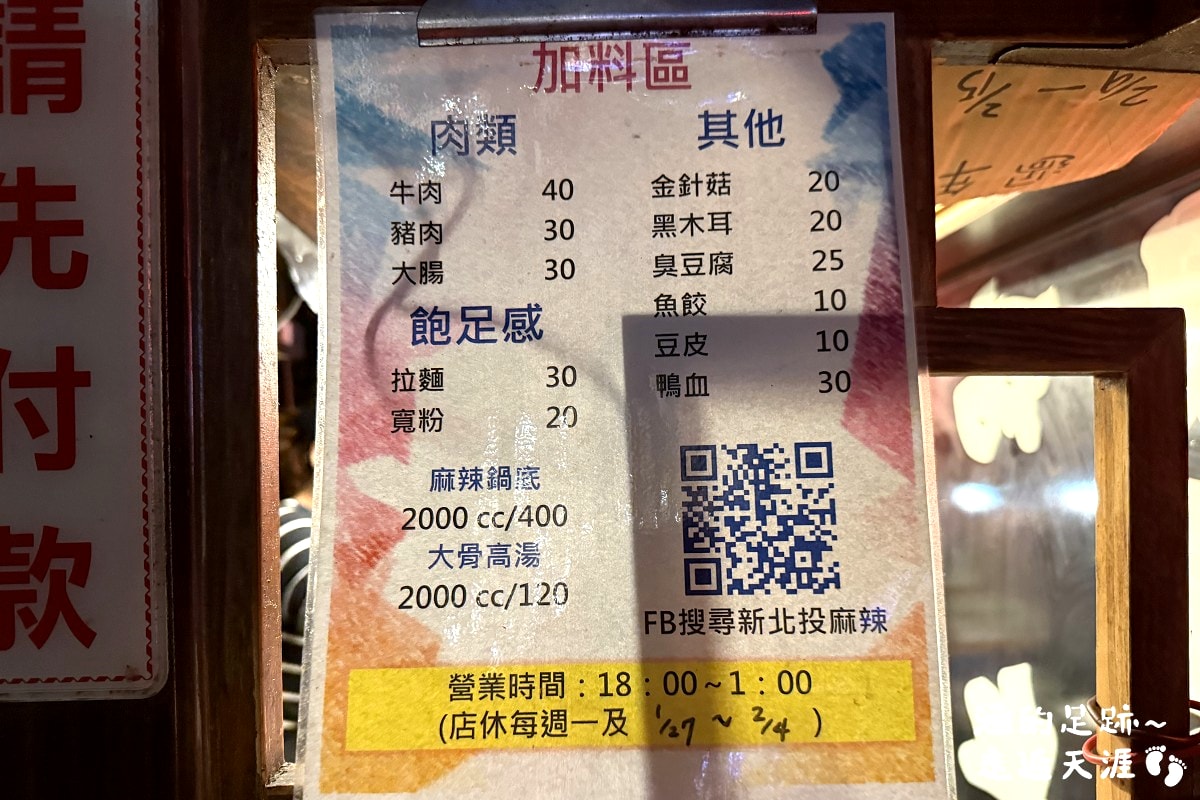 請先付款
加料區
肉類
牛肉 40
豬肉 30
大腸 30
飽足感
拉麵 30
寬粉 20
麻辣鍋底
2000 cc/400
大骨高湯
2000 cc/120
其他
金針菇 20
黑木耳 20
臭豆腐 25
魚餃 10
豆皮 10
鴨血 30
FB搜尋新北投麻辣
營業時間：18：00~1：00
(店休每週一及 1/27 ~ 2/4 )
足跡~
天涯